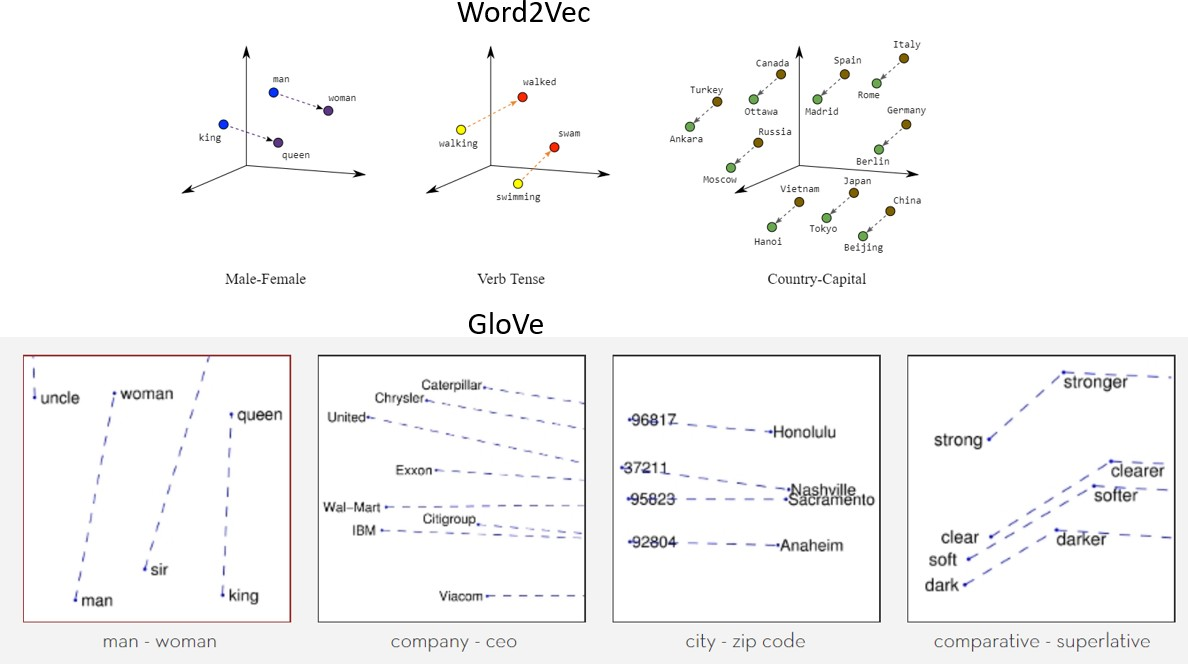 Word2Vec
man
woman
king
queen
Male-Female
walked
walking
swam
swimming
Verb Tense
Italy
Spain
Canada
Rome
Turkey
Ottawa
Madrid
Germany
Ankara
Russia
Berlin
Moscow
Japan
Vietnam
China
Tokyo
Hanoi
Beijing
Country-Capital
GloVe
uncle
woman
queen
sir
man
king
man - woman
Caterpillar
Chrysler
United
Exxon
Wal-Mart
Citigroup
IBM
Viacom
company - ceo
96817
Honolulu
37211
Nashville
95823
Sacramento
92804
Anaheim
city - zip code
stronger
strong
clearer
softer
clear
darker
soft
dark
comparative - superlative